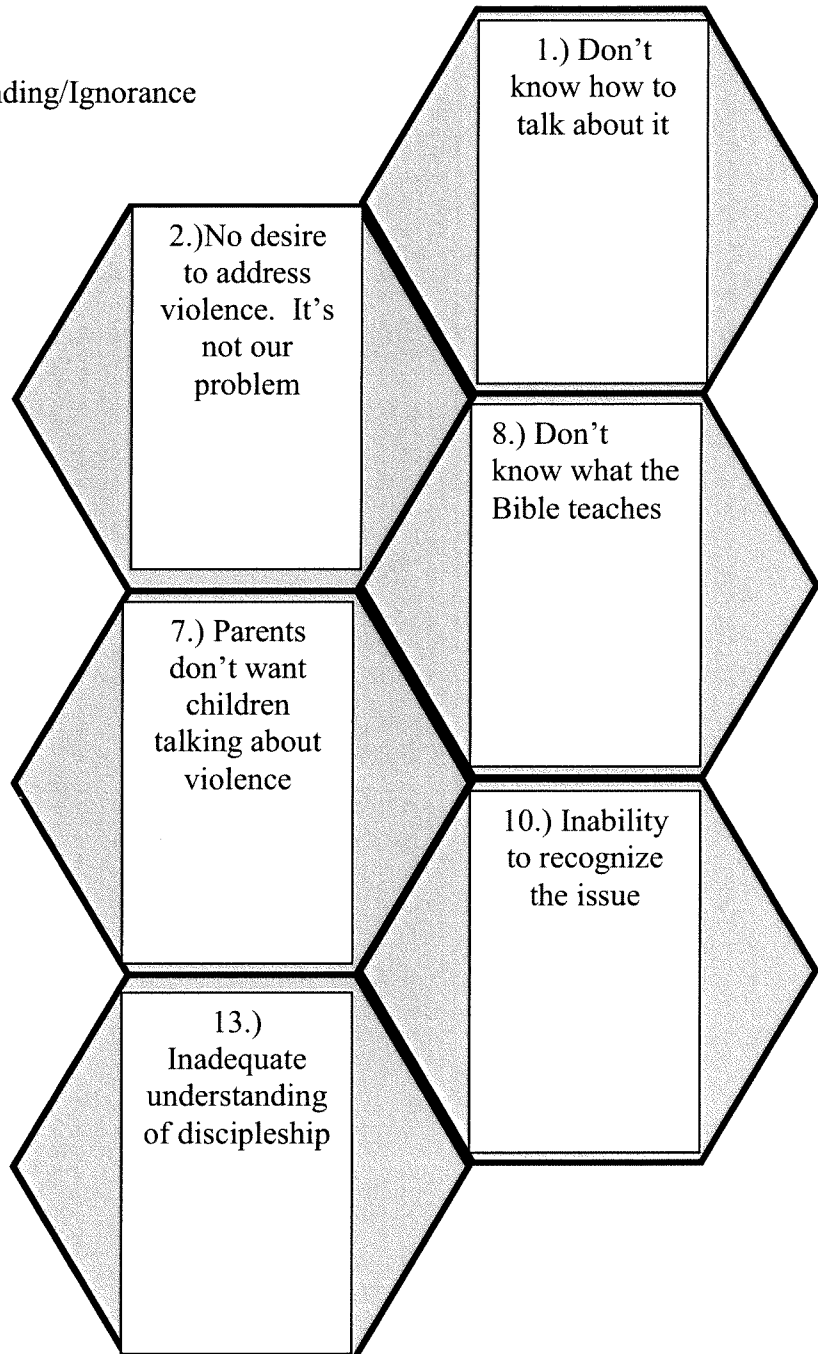 nding/Ignorance
1.) Don't
know how to
talk about it
2.)No desire
to address
violence. It's
not our
problem
8.) Don't
know what the
Bible teaches
7.) Parents
don't want
children
talking about
violence
10.) Inability
to recognize
the issue
13.)
Inadequate
understanding
of discipleship